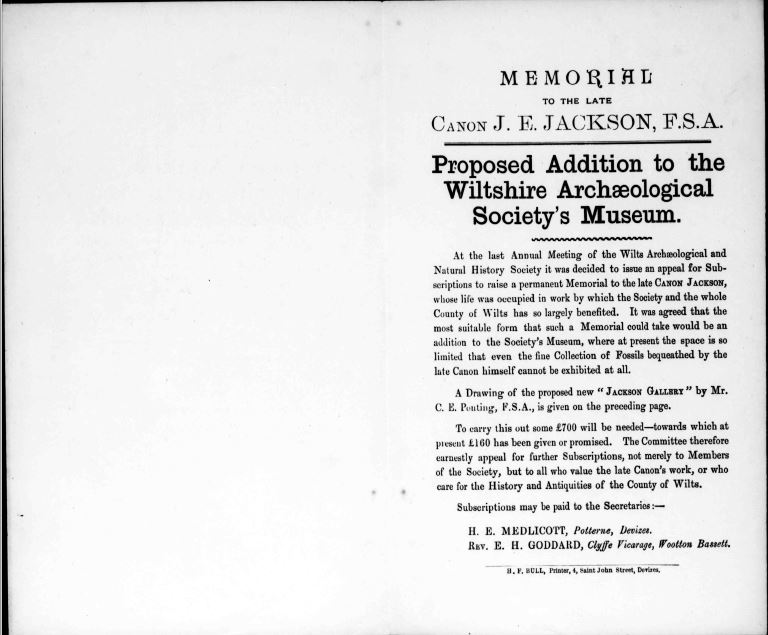 MEMORIAL
TO THE LATE
CANON J. E. JACKSON, F.S.A.
Proposed Addition to the
Wiltshire Archæological
Society's Museum.
At the last Annual Meeting of the Wilts Archæological and
Natural History Society it was decided to issue an appeal for Sub-
scriptions to raise a permanent Memorial to the late CANON JACKSON,
whose life was occupied in work by which the Society and the whole
County of Wilts has so largely benefited. It was agreed that the
most suitable form that such a Memorial could take would be an
addition to the Society's Museum, where at present the space is so
limited that even the fine Collection of Fossils bequeathed by the
late Canon himself cannot be exhibited at all.
A Drawing of the proposed new "JACKSON GALLERY" by Mr.
C. E. Ponting, F.S.A., is given on the preceding page.
To carry this out some £700 will be needed—towards which at
present £160 has been given or promised. The Committee therefore
earnestly appeal for further Subscriptions, not merely to Members
of the Society, but to all who value the late Canon's work, or who
care for the History and Antiquities of the County of Wilts.
Subscriptions may be paid to the Secretaries:—
H. E. MEDLICOTT, Potterne, Devizes.
REV. E. H. GODDARD, Clyffe Vicarage, Wootton Bassett.
H. F. BULL, Printer, 4, Saint John Street, Devizes.